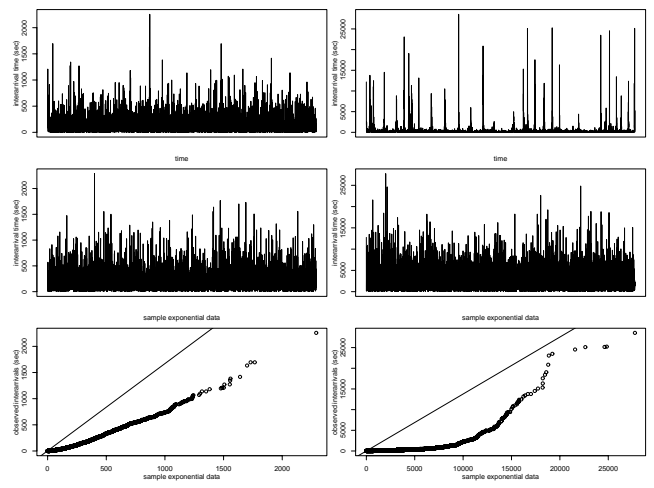 interarrival time (sec)
0 500 1000 1500 2000
time
interarrival time (sec)
0 5000 15000 25000
time
interarrival time (sec)
0 500 1000 1500 2000
sample exponential data
interarrival time (sec)
0 5000 15000 25000
sample exponential data
observed interarrivals (sec)
0 500 1000 1500 2000
0 500 1000 1500 2000
sample exponential data
observed interarrivals (sec)
0 5000 15000 25000
0 5000 10000 15000 20000 25000
sample exponential data